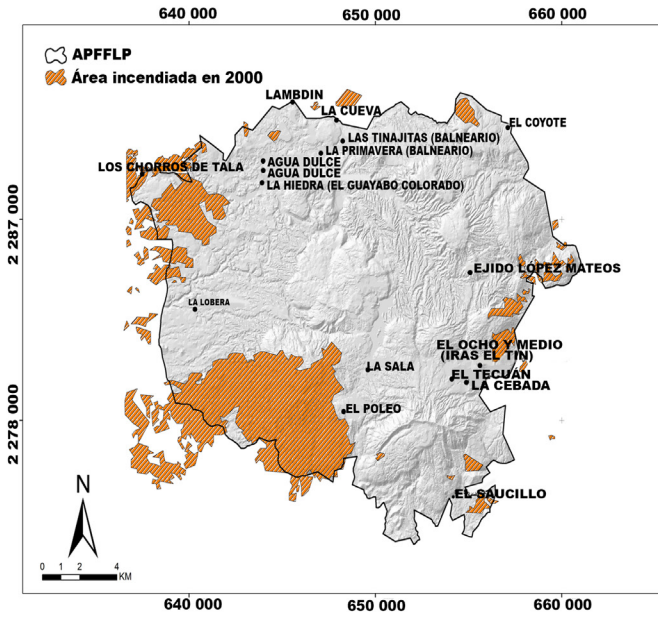 640 000
650 000
660 000
APFFLP
Área incendiada en 2000
LAMBDIN
LA CUEVA
EL COYOTE
LAS TINAJITAS (BALNEARIO)
LA PRIMAVERA (BALNEARIO)
LOS CHORROS DE TALA
AGUA DULCE
AGUA DULCE
LA HIEDRA (EL GUAYABO COLORADO)
2 287 000
EJIDO LÓPEZ MATEOS
LA LOBERA
EL OCHO Y MEDIO
(IRAS EL TIN)
LA SALA
EL TECUÁN
LA CEBADA
EL POLEO
2 278 000
N
EL SAUCILLO
0 1 2 4
KM
640 000
650 000
660 000